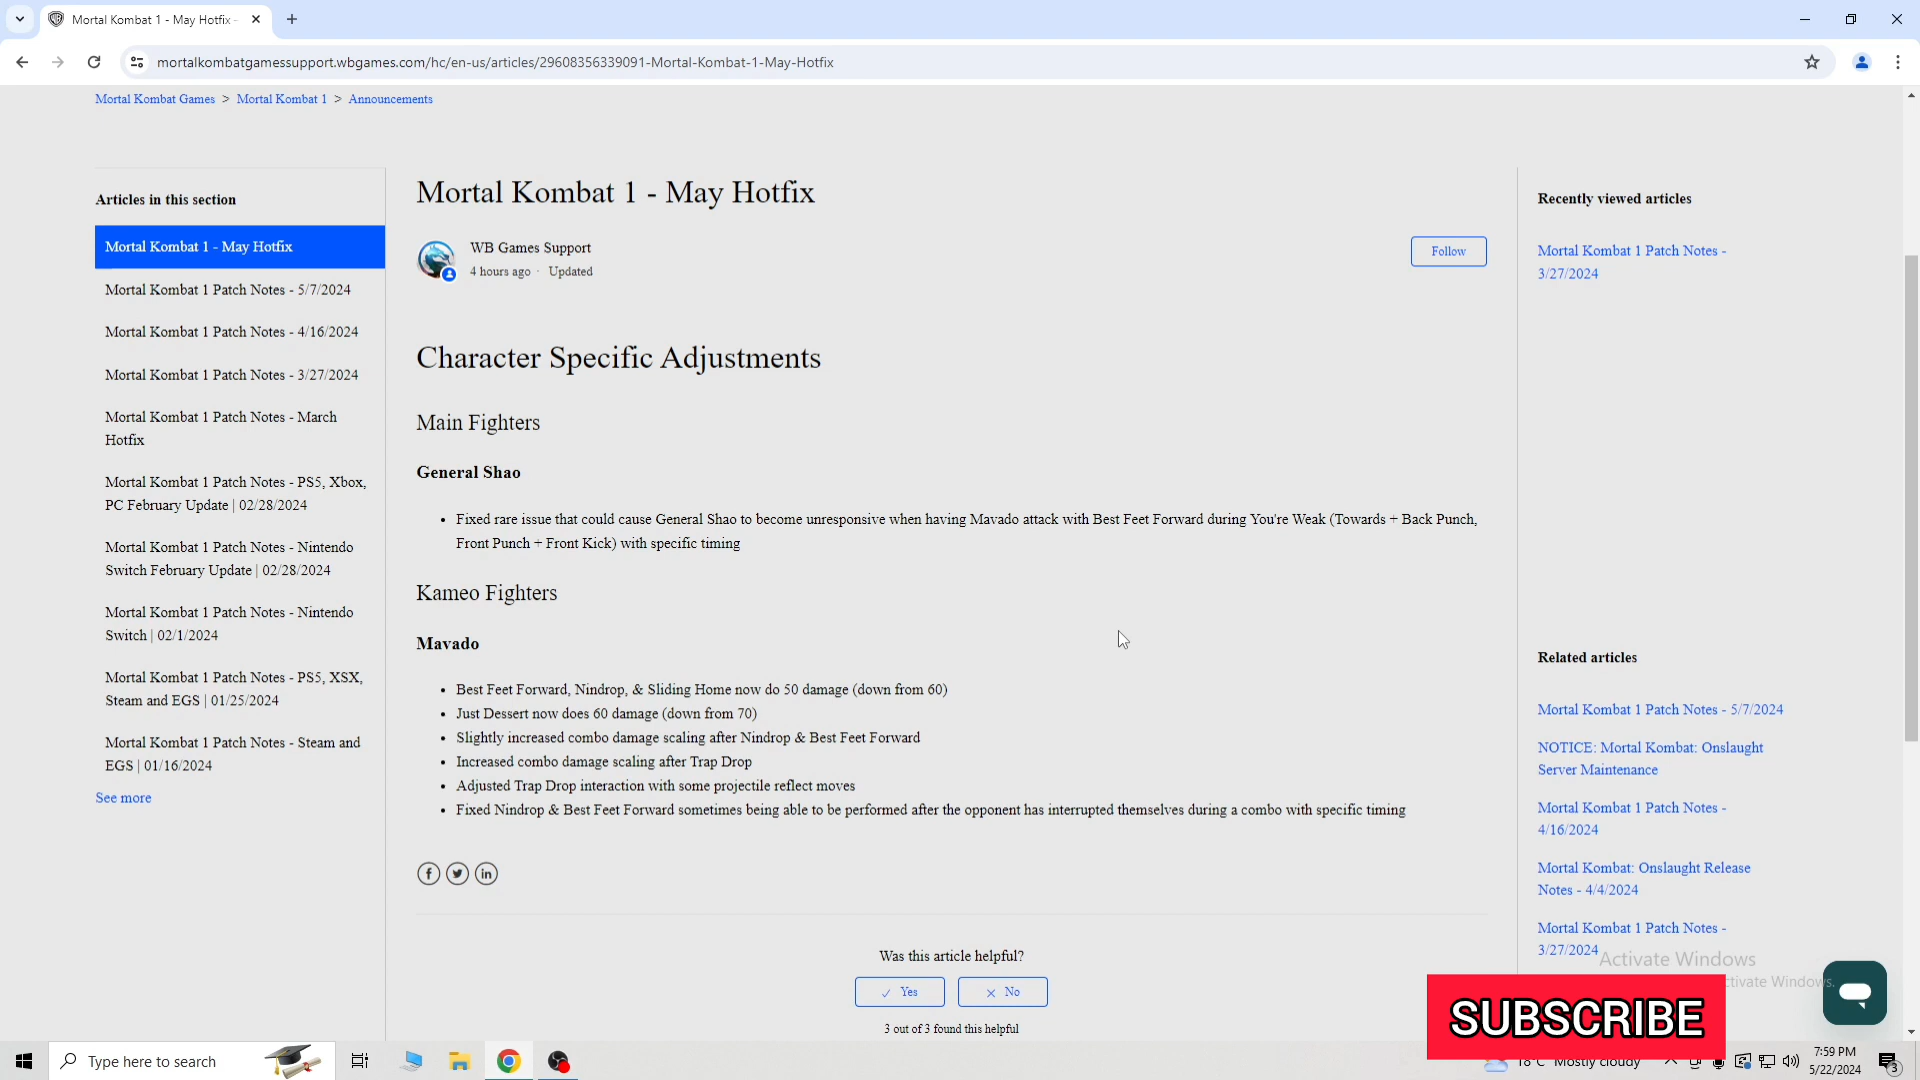 Mortal Kombat 1 - May Hotfix -
mortalkombatgamessupport.wbgames.com/hc/en-us/articles/29608356339091-Mortal-Kombat-1-May-Hotfix
Mortal Kombat Games > Mortal Kombat 1 > Announcements
Articles in this section
Mortal Kombat 1 - May Hotfix
Mortal Kombat 1 Patch Notes - 5/7/2024
Mortal Kombat 1 Patch Notes - 4/16/2024
Mortal Kombat 1 Patch Notes - 3/27/2024
Mortal Kombat 1 Patch Notes - March
Hotfix
Mortal Kombat 1 Patch Notes - PS5, Xbox,
PC February Update | 02/28/2024
Mortal Kombat 1 Patch Notes - Nintendo
Switch February Update | 02/28/2024
Mortal Kombat 1 Patch Notes - Nintendo
Switch | 02/1/2024
Mortal Kombat 1 Patch Notes - PS5, XSX,
Steam and EGS | 01/25/2024
Mortal Kombat 1 Patch Notes - Steam and
EGS | 01/16/2024
See more
Mortal Kombat 1 - May Hotfix
WB Games Support
4 hours ago · Updated
Follow
Character Specific Adjustments
Main Fighters
General Shao
• Fixed rare issue that could cause General Shao to become unresponsive when having Mavado attack with Best Feet Forward during You're Weak (Towards + Back Punch,
Front Punch + Front Kick) with specific timing
Kameo Fighters
Mavado
• Best Feet Forward, Nindrop, & Sliding Home now do 50 damage (down from 60)
• Just Dessert now does 60 damage (down from 70)
• Slightly increased combo damage scaling after Nindrop & Best Feet Forward
• Increased combo damage scaling after Trap Drop
• Adjusted Trap Drop interaction with some projectile reflect moves
• Fixed Nindrop & Best Feet Forward sometimes being able to be performed after the opponent has interrupted themselves during a combo with specific timing
Was this article helpful?
✓ Yes
✕ No
3 out of 3 found this helpful
Recently viewed articles
Mortal Kombat 1 Patch Notes -
3/27/2024
Related articles
Mortal Kombat 1 Patch Notes - 5/7/2024
NOTICE: Mortal Kombat: Onslaught
Server Maintenance
Mortal Kombat 1 Patch Notes -
4/16/2024
Mortal Kombat: Onslaught Release
Notes - 4/4/2024
Mortal Kombat 1 Patch Notes -
3/27/2024
Activate Windows
Windows.
SUBSCRIBE
Type here to search
18°C Mostly cloudy
7:59 PM
5/22/2024
3